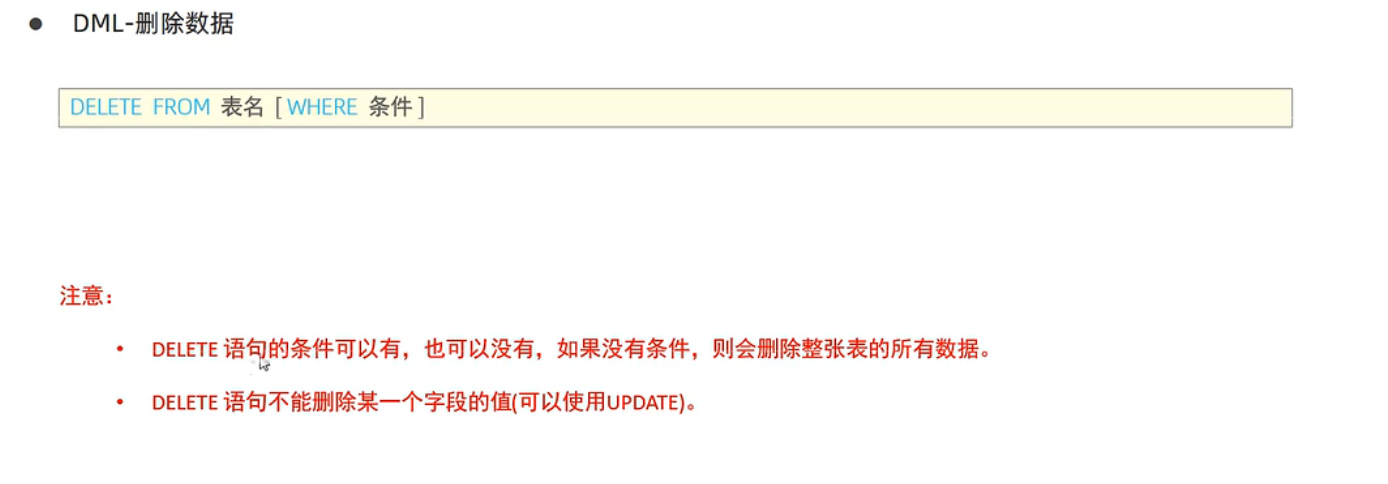 ● DML-删除数据
DELETE FROM 表名 [ WHERE 条件 ]
注意：
• DELETE 语句的条件可以有，也可以没有，如果没有条件，则会删除整张表的所有数据。
• DELETE 语句不能删除某一个字段的值(可以使用UPDATE)。